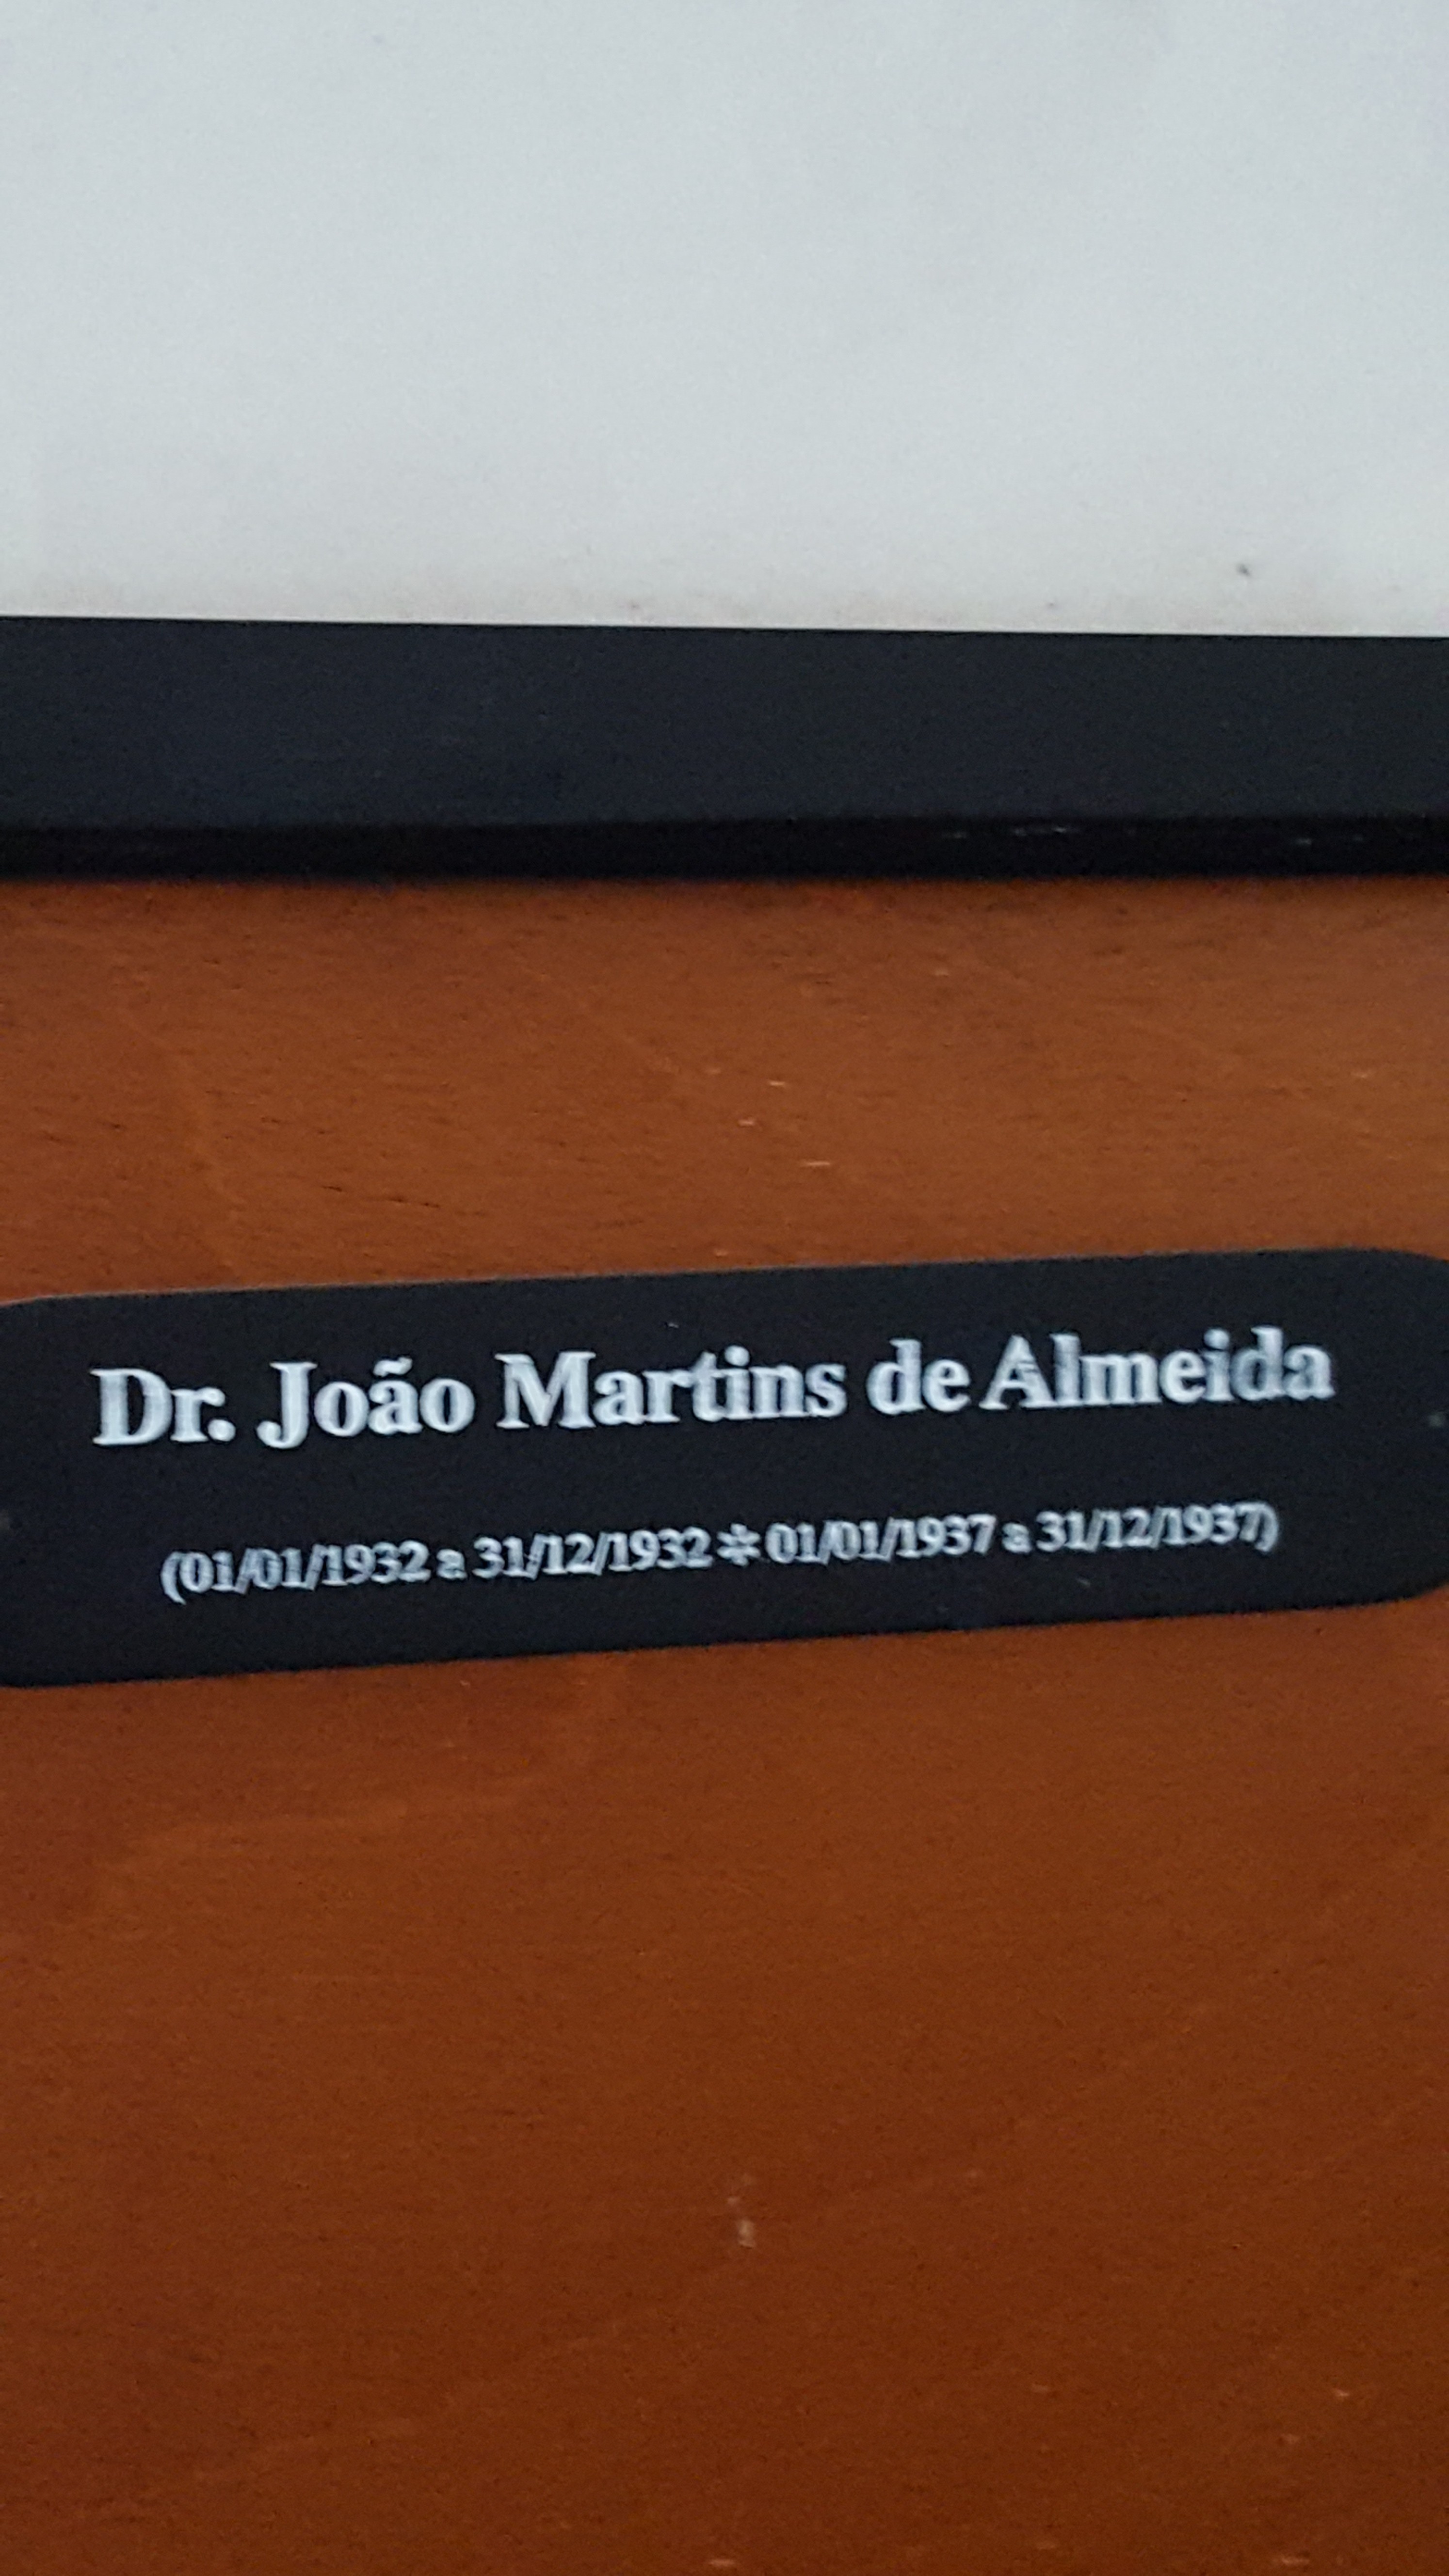 Dr. João Martins de Almeida
(01/01/1932 a 31/12/1932 * 01/01/1937 a 31/12/1937)